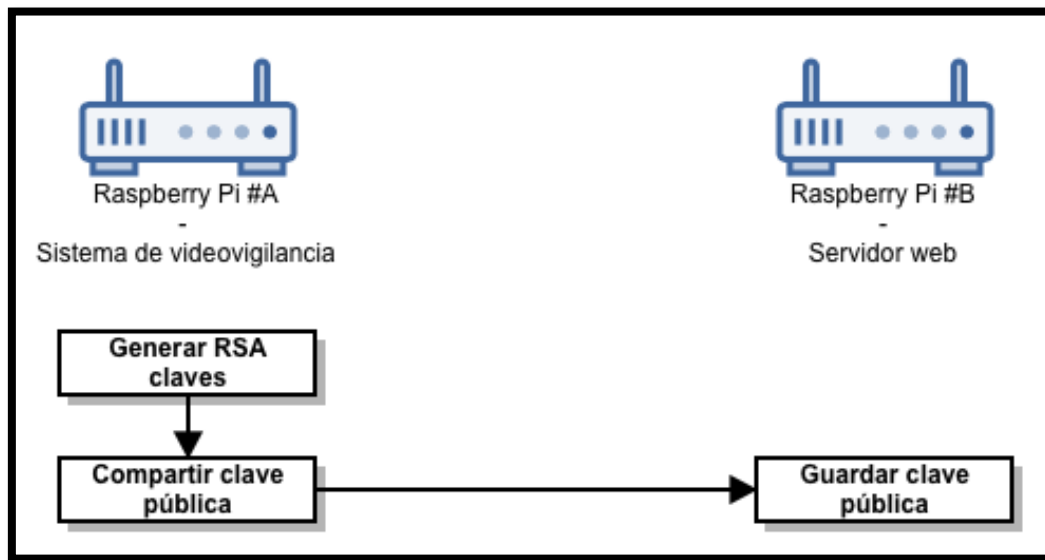 Raspberry Pi #A
-
Sistema de videovigilancia
Raspberry Pi #B
-
Servidor web
Generar RSA
claves
Compartir clave
pública
Guardar clave
pública